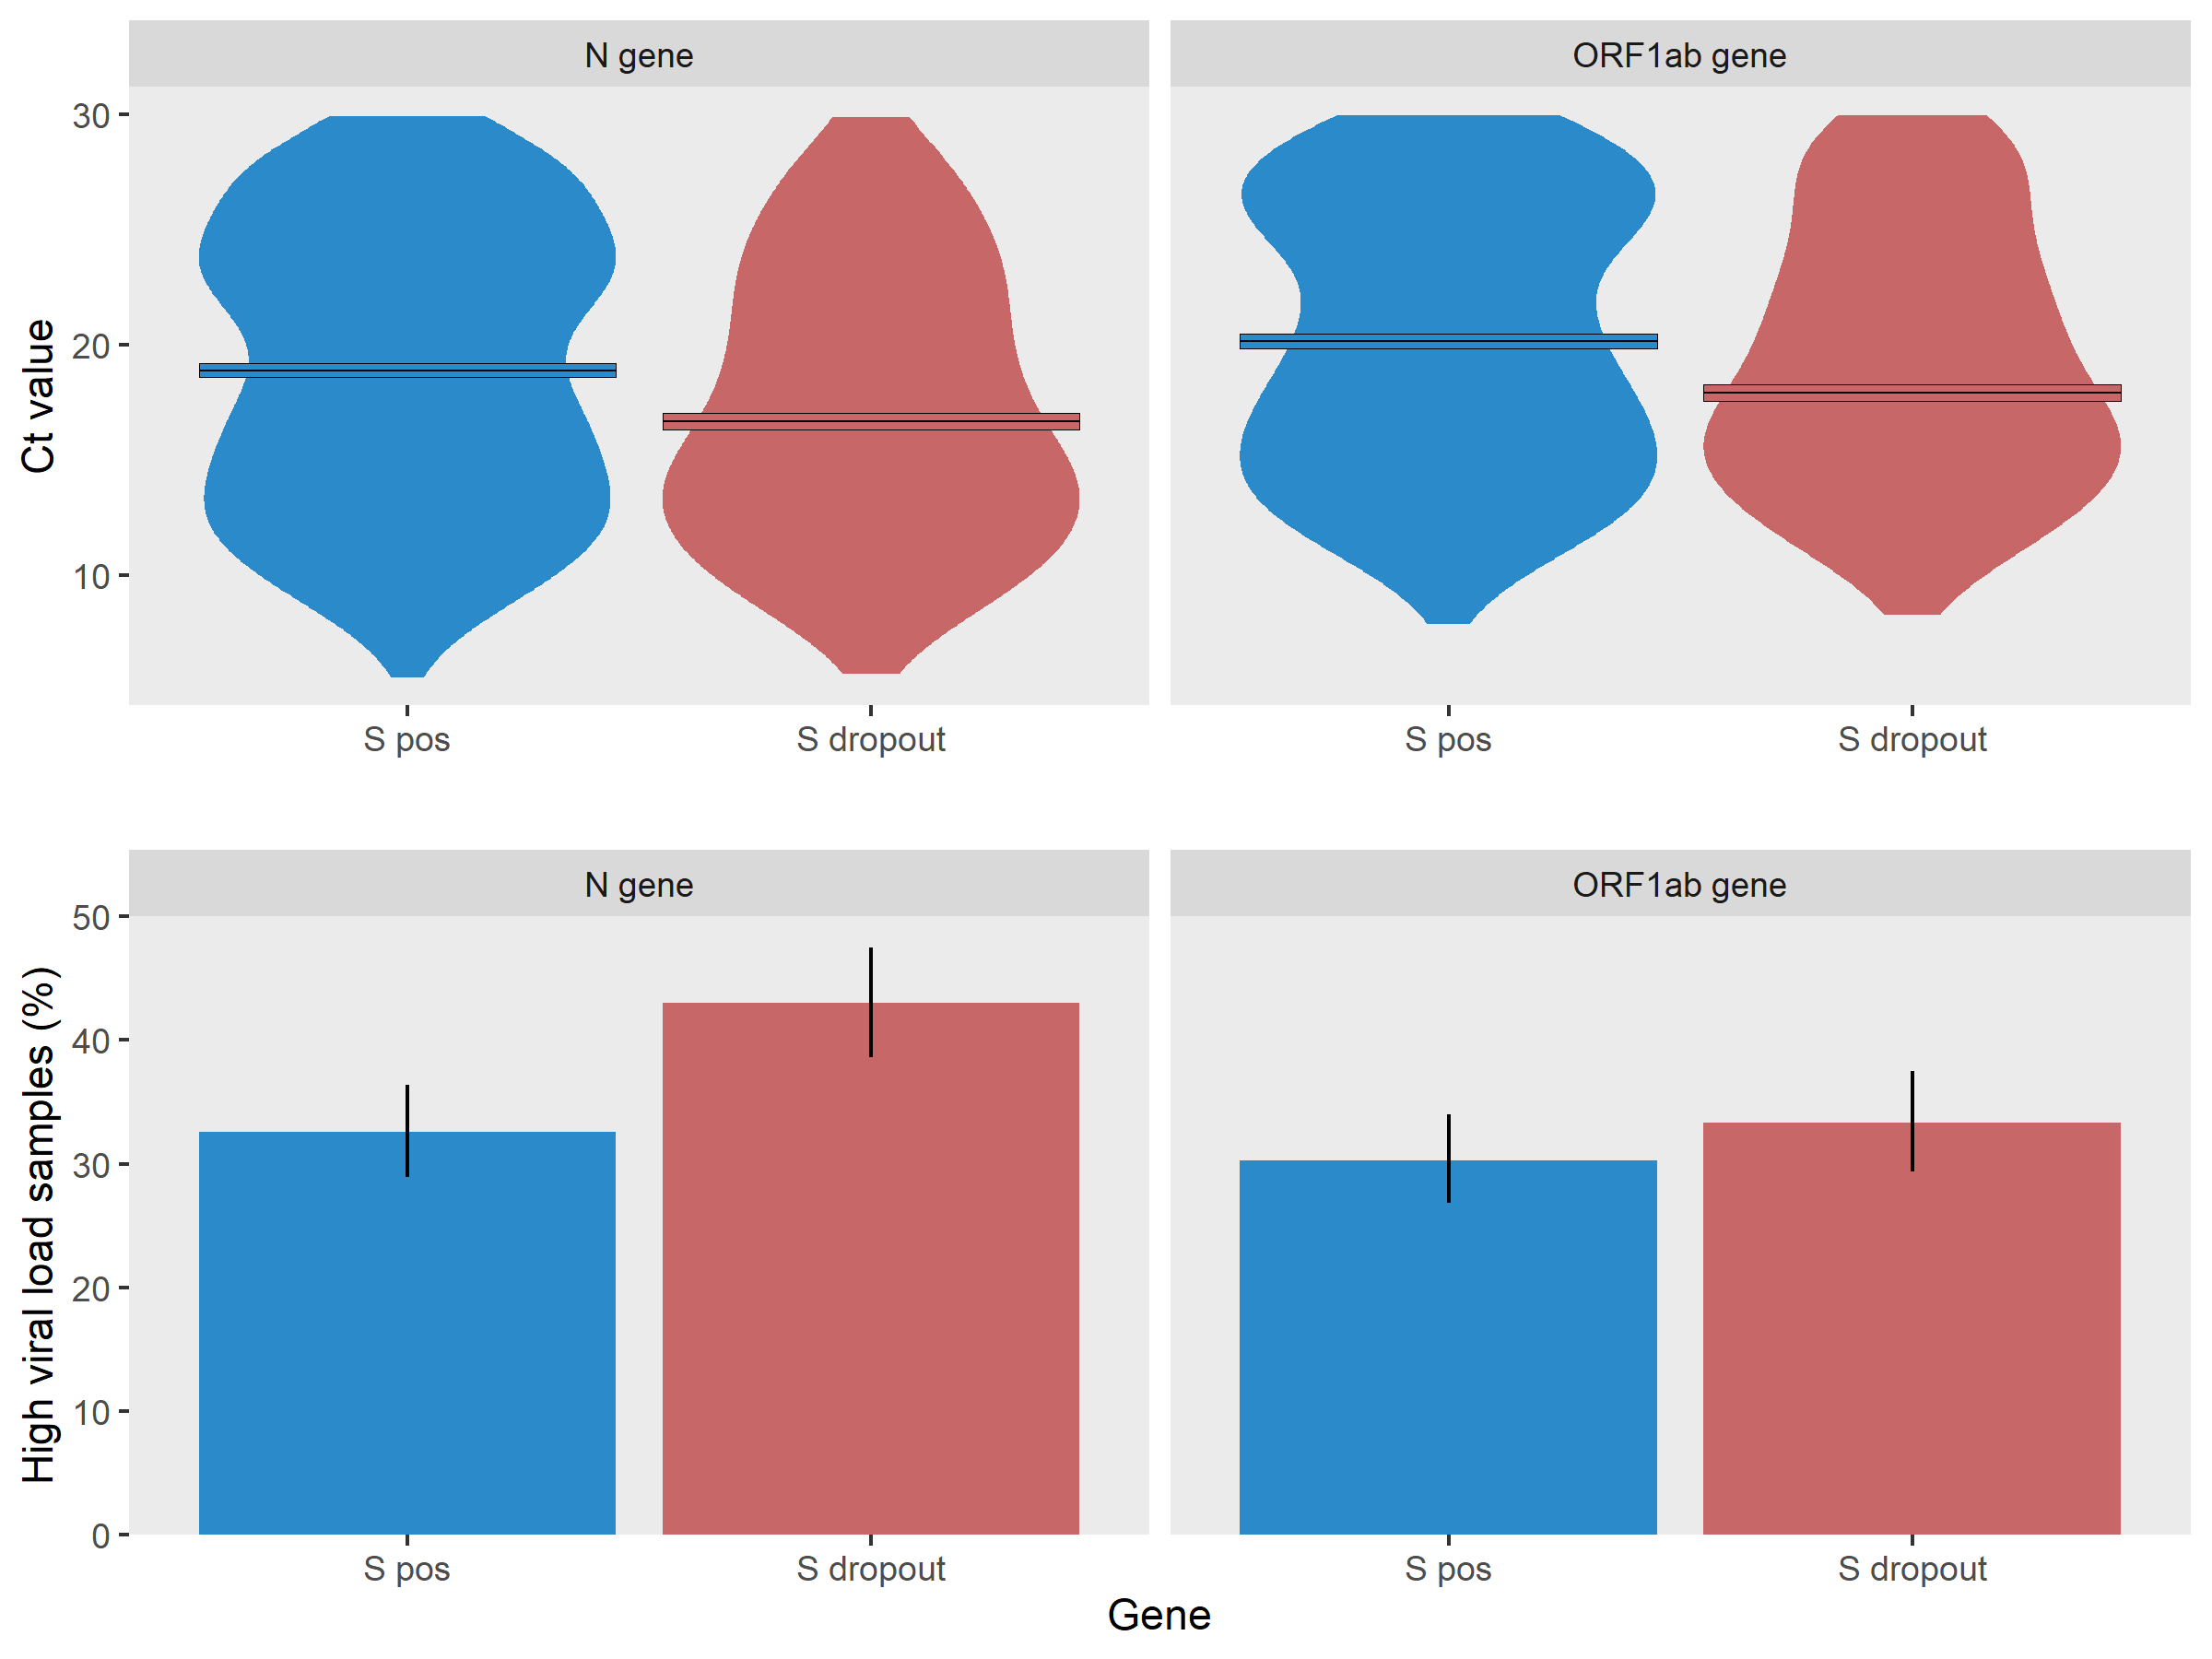 N gene
ORF1ab gene
Ct value
30
20
10
S pos
S dropout
S pos
S dropout
N gene
ORF1ab gene
High viral load samples (%)
50
40
30
20
10
0
S pos
S dropout
S pos
S dropout
Gene